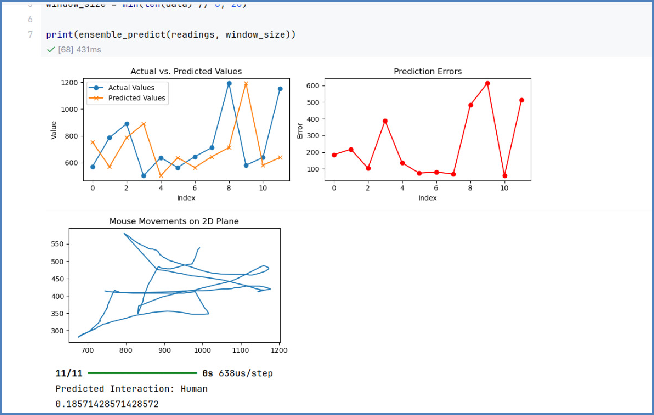 window_size = min(len(data) // 6, 20)
6
7 print(ensemble_predict(readings, window_size))
[68] 431ms
Actual vs. Predicted Values
Actual Values
Predicted Values
Value
1200
1000
800
600
0 2 4 6 8 10
Index
Prediction Errors
Error
600
500
400
300
200
100
0 2 4 6 8 10
Index
Mouse Movements on 2D Plane
550
500
450
400
350
300
700 800 900 1000 1100 1200
11/11 0s 638us/step
Predicted Interaction: Human
0.18571428571428572